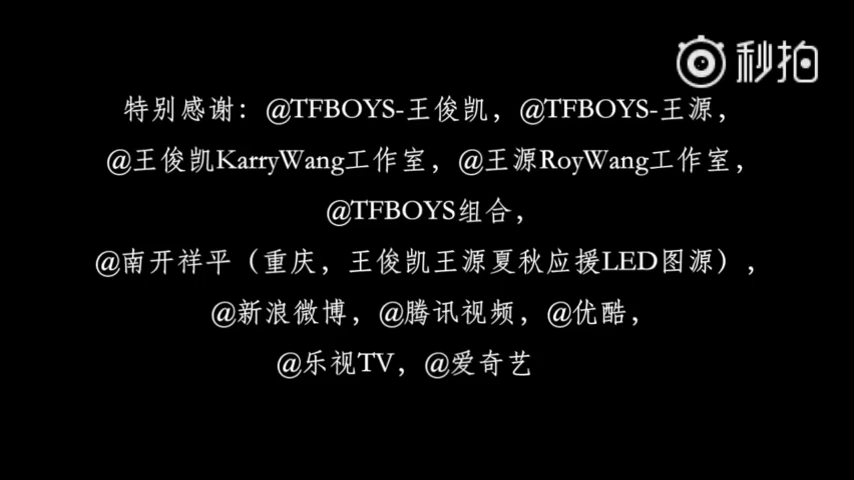 秒拍
特别感谢：@TFBOYS-王俊凯，@TFBOYS-王源，
@王俊凯KarryWang工作室，@王源RoyWang工作室，
@TFBOYS组合，
@南开祥平（重庆，王俊凯王源夏秋应援LED图源），
@新浪微博，@腾讯视频，@优酷，
@乐视TV，@爱奇艺